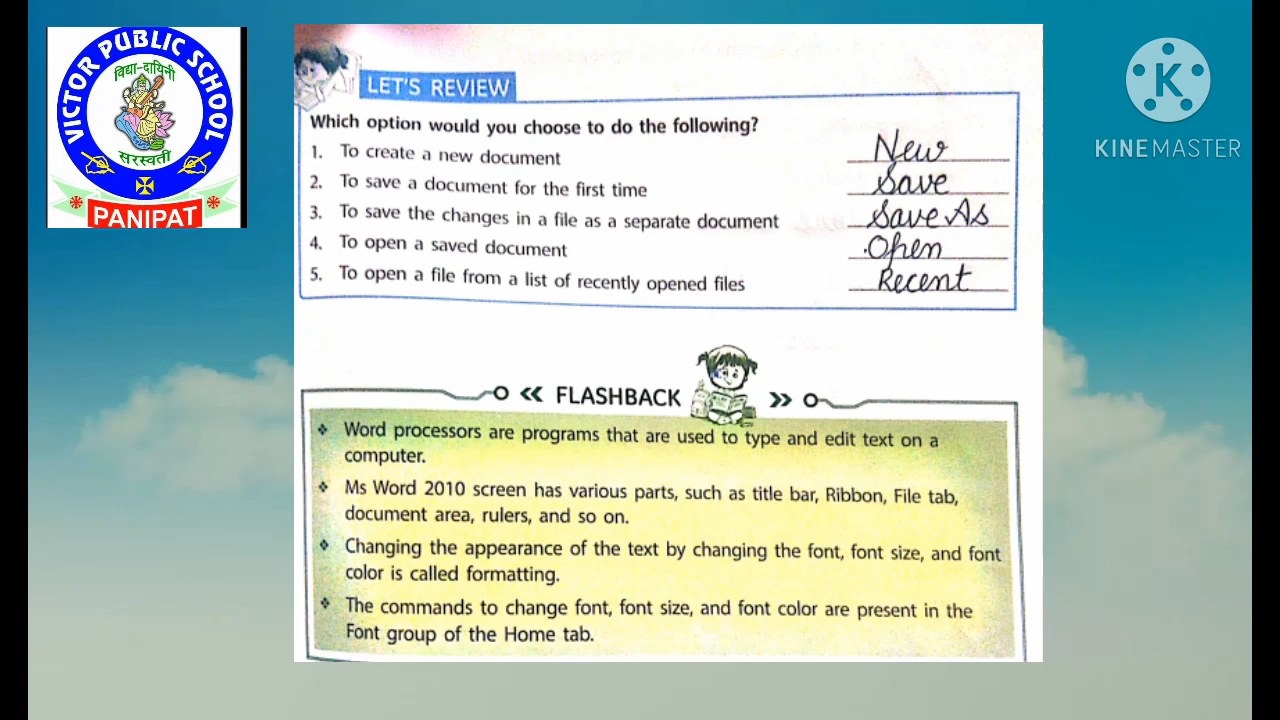 VICTOR PUBLIC SCHOOL
विद्या-दायिनी
सरस्वती
PANIPAT
K
KINEMASTER
LET'S REVIEW
Which option would you choose to do the following?
1. To create a new document New
2. To save a document for the first time Save
3. To save the changes in a file as a separate document Save As
4. To open a saved document Open
5. To open a file from a list of recently opened files Recent
« FLASHBACK »
❖ Word processors are programs that are used to type and edit text on a
computer.
❖ Ms Word 2010 screen has various parts, such as title bar, Ribbon, File tab,
document area, rulers, and so on.
❖ Changing the appearance of the text by changing the font, font size, and font
color is called formatting.
❖ The commands to change font, font size, and font color are present in the
Font group of the Home tab.